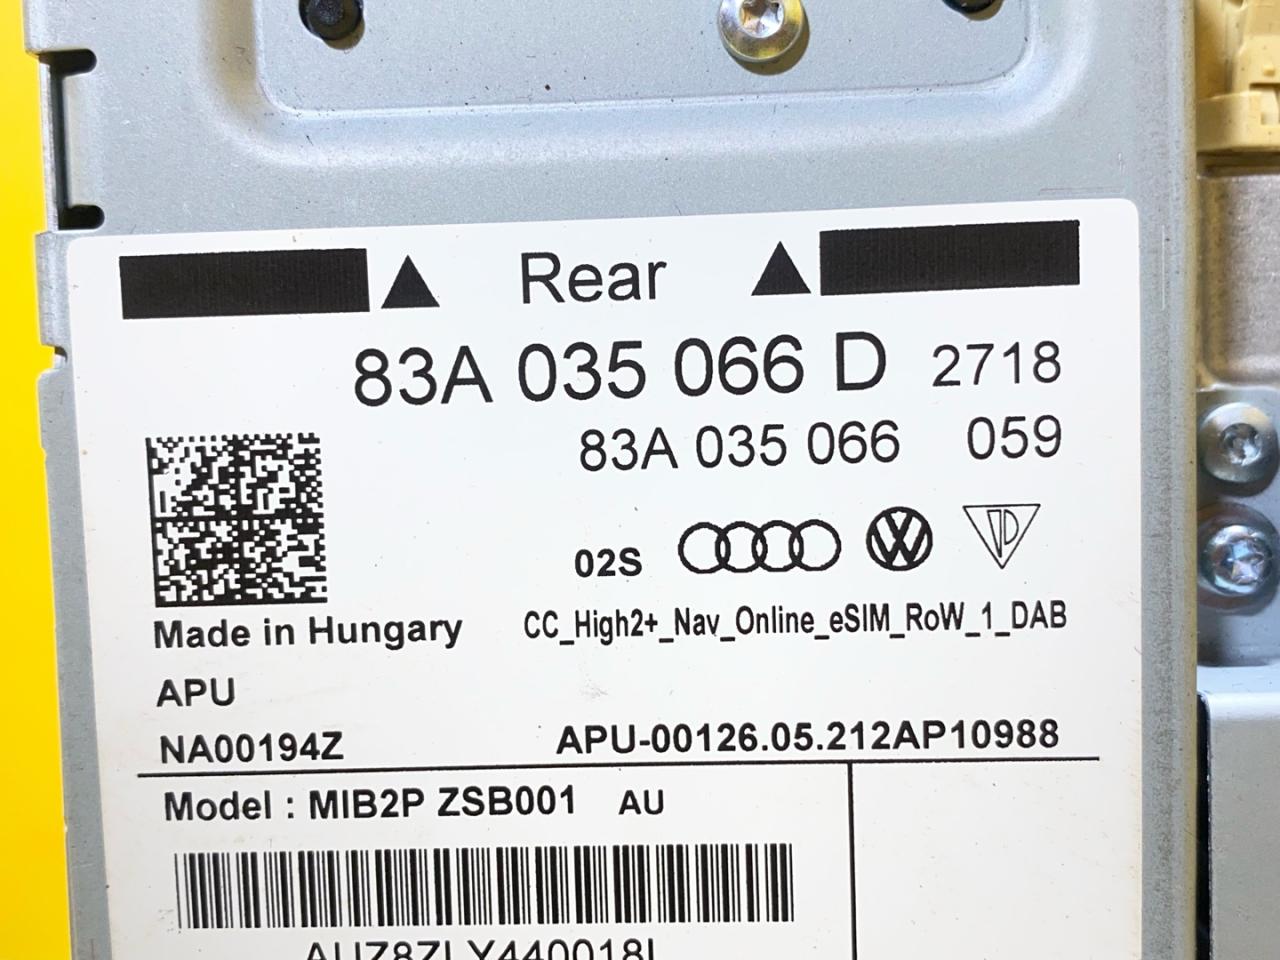 Rear
83A 035 066 D 2718
83A 035 066 059
02S
Made in Hungary CC_High2+_Nav_Online_eSIM_RoW_1_DAB
APU
NA00194Z APU-00126.05.212AP10988
Model : MIB2P ZSB001 AU